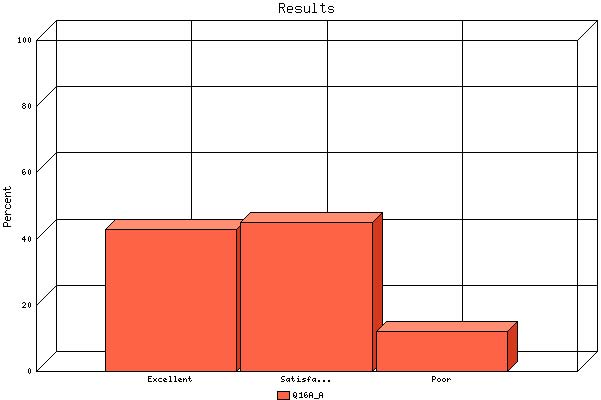 Results
100
80
60
40
20
0
Percent
Excellent
Satisfa...
Poor
Q16A_A